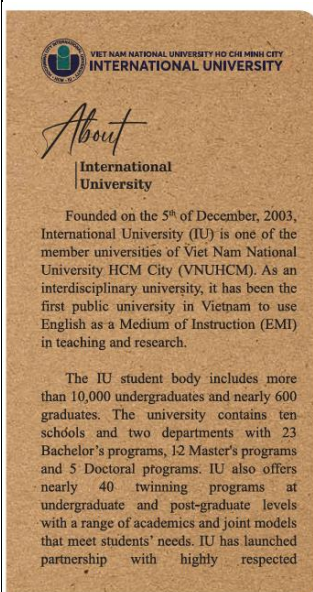 VIET NAM NATIONAL UNIVERSITY HO CHI MINH CITY
INTERNATIONAL UNIVERSITY
About
International
University
Founded on the 5th of December, 2003,
International University (IU) is one of the
member universities of Viet Nam National
University HCM City (VNUHCM). As an
interdisciplinary university, it has been the
first public university in Vietnam to use
English as a Medium of Instruction (EMI)
in teaching and research.
The IU student body includes more
than 10,000 undergraduates and nearly 600
graduates. The university contains ten
schools and two departments with 23
Bachelor's programs, 12 Master's programs
and 5 Doctoral programs. IU also offers
nearly 40 twinning programs at
undergraduate and post-graduate levels
with a range of academics and joint models
that meet students' needs. IU has launched
partnership with highly respected